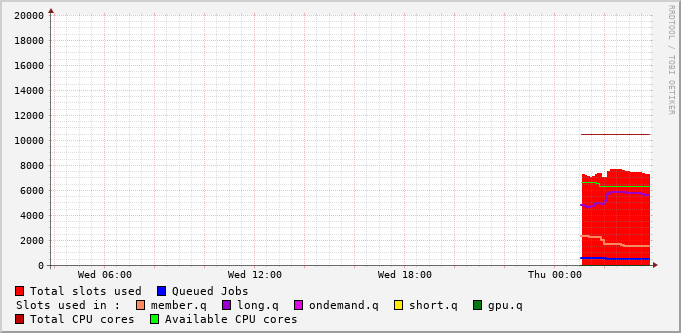 20000
18000
16000
14000
12000
10000
8000
6000
4000
2000
0
Wed 06:00 Wed 12:00 Wed 18:00 Thu 00:00
Total slots used Queued Jobs
Slots used in : member.q long.q ondemand.q short.q gpu.q
Total CPU cores Available CPU cores
RRDTOOL / TOBI OETIKER